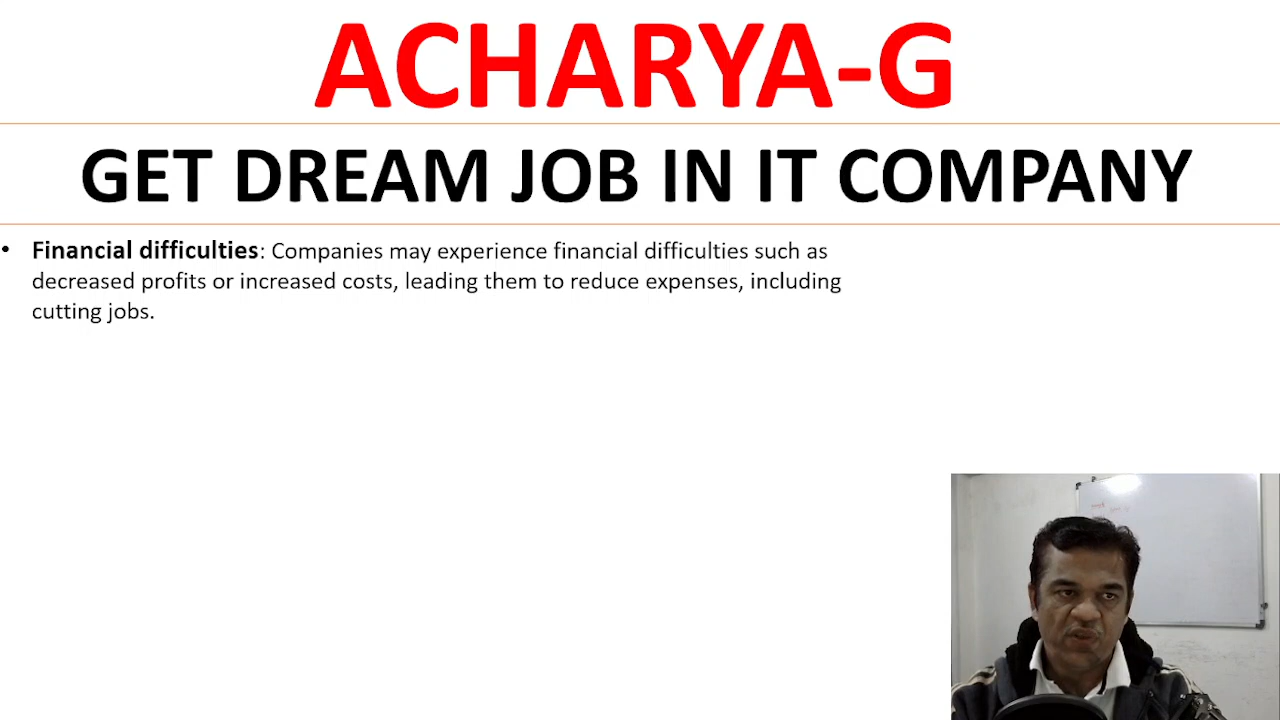 ACHARYA-G
GET DREAM JOB IN IT COMPANY
• Financial difficulties: Companies may experience financial difficulties such as
decreased profits or increased costs, leading them to reduce expenses, including
cutting jobs.